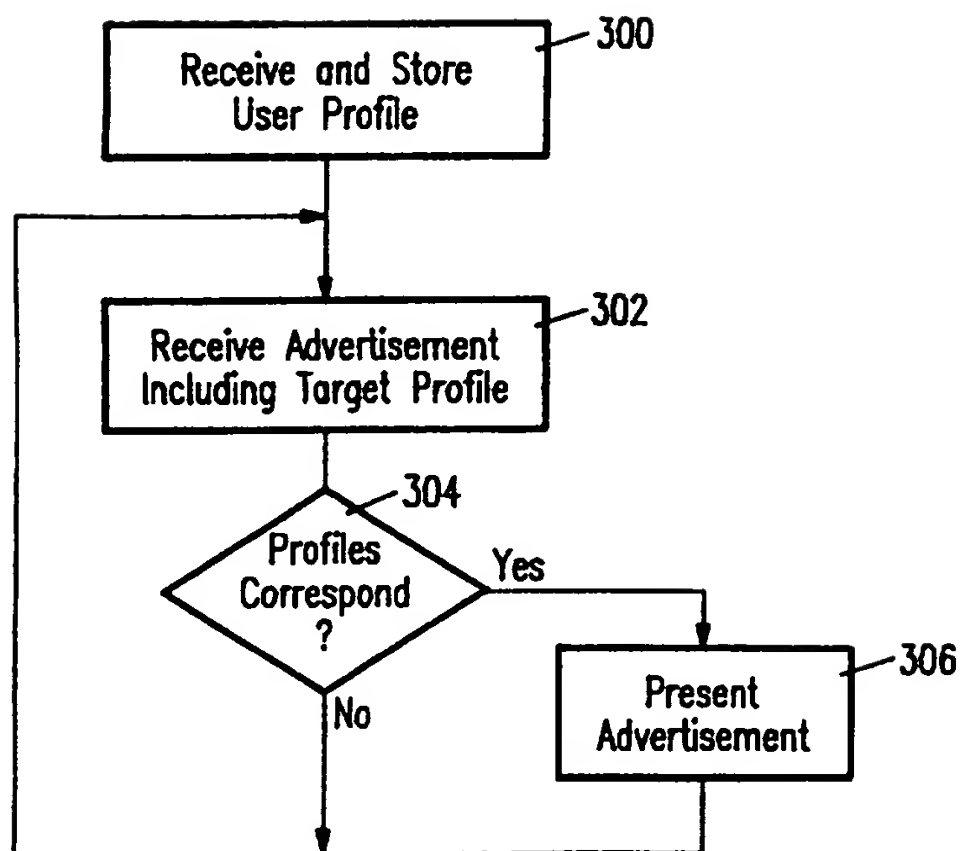 300
Receive and Store
User Profile
302
Receive Advertisement
Including Target Profile
304
Profiles
Correspond
?
Yes
No
306
Present
Advertisement